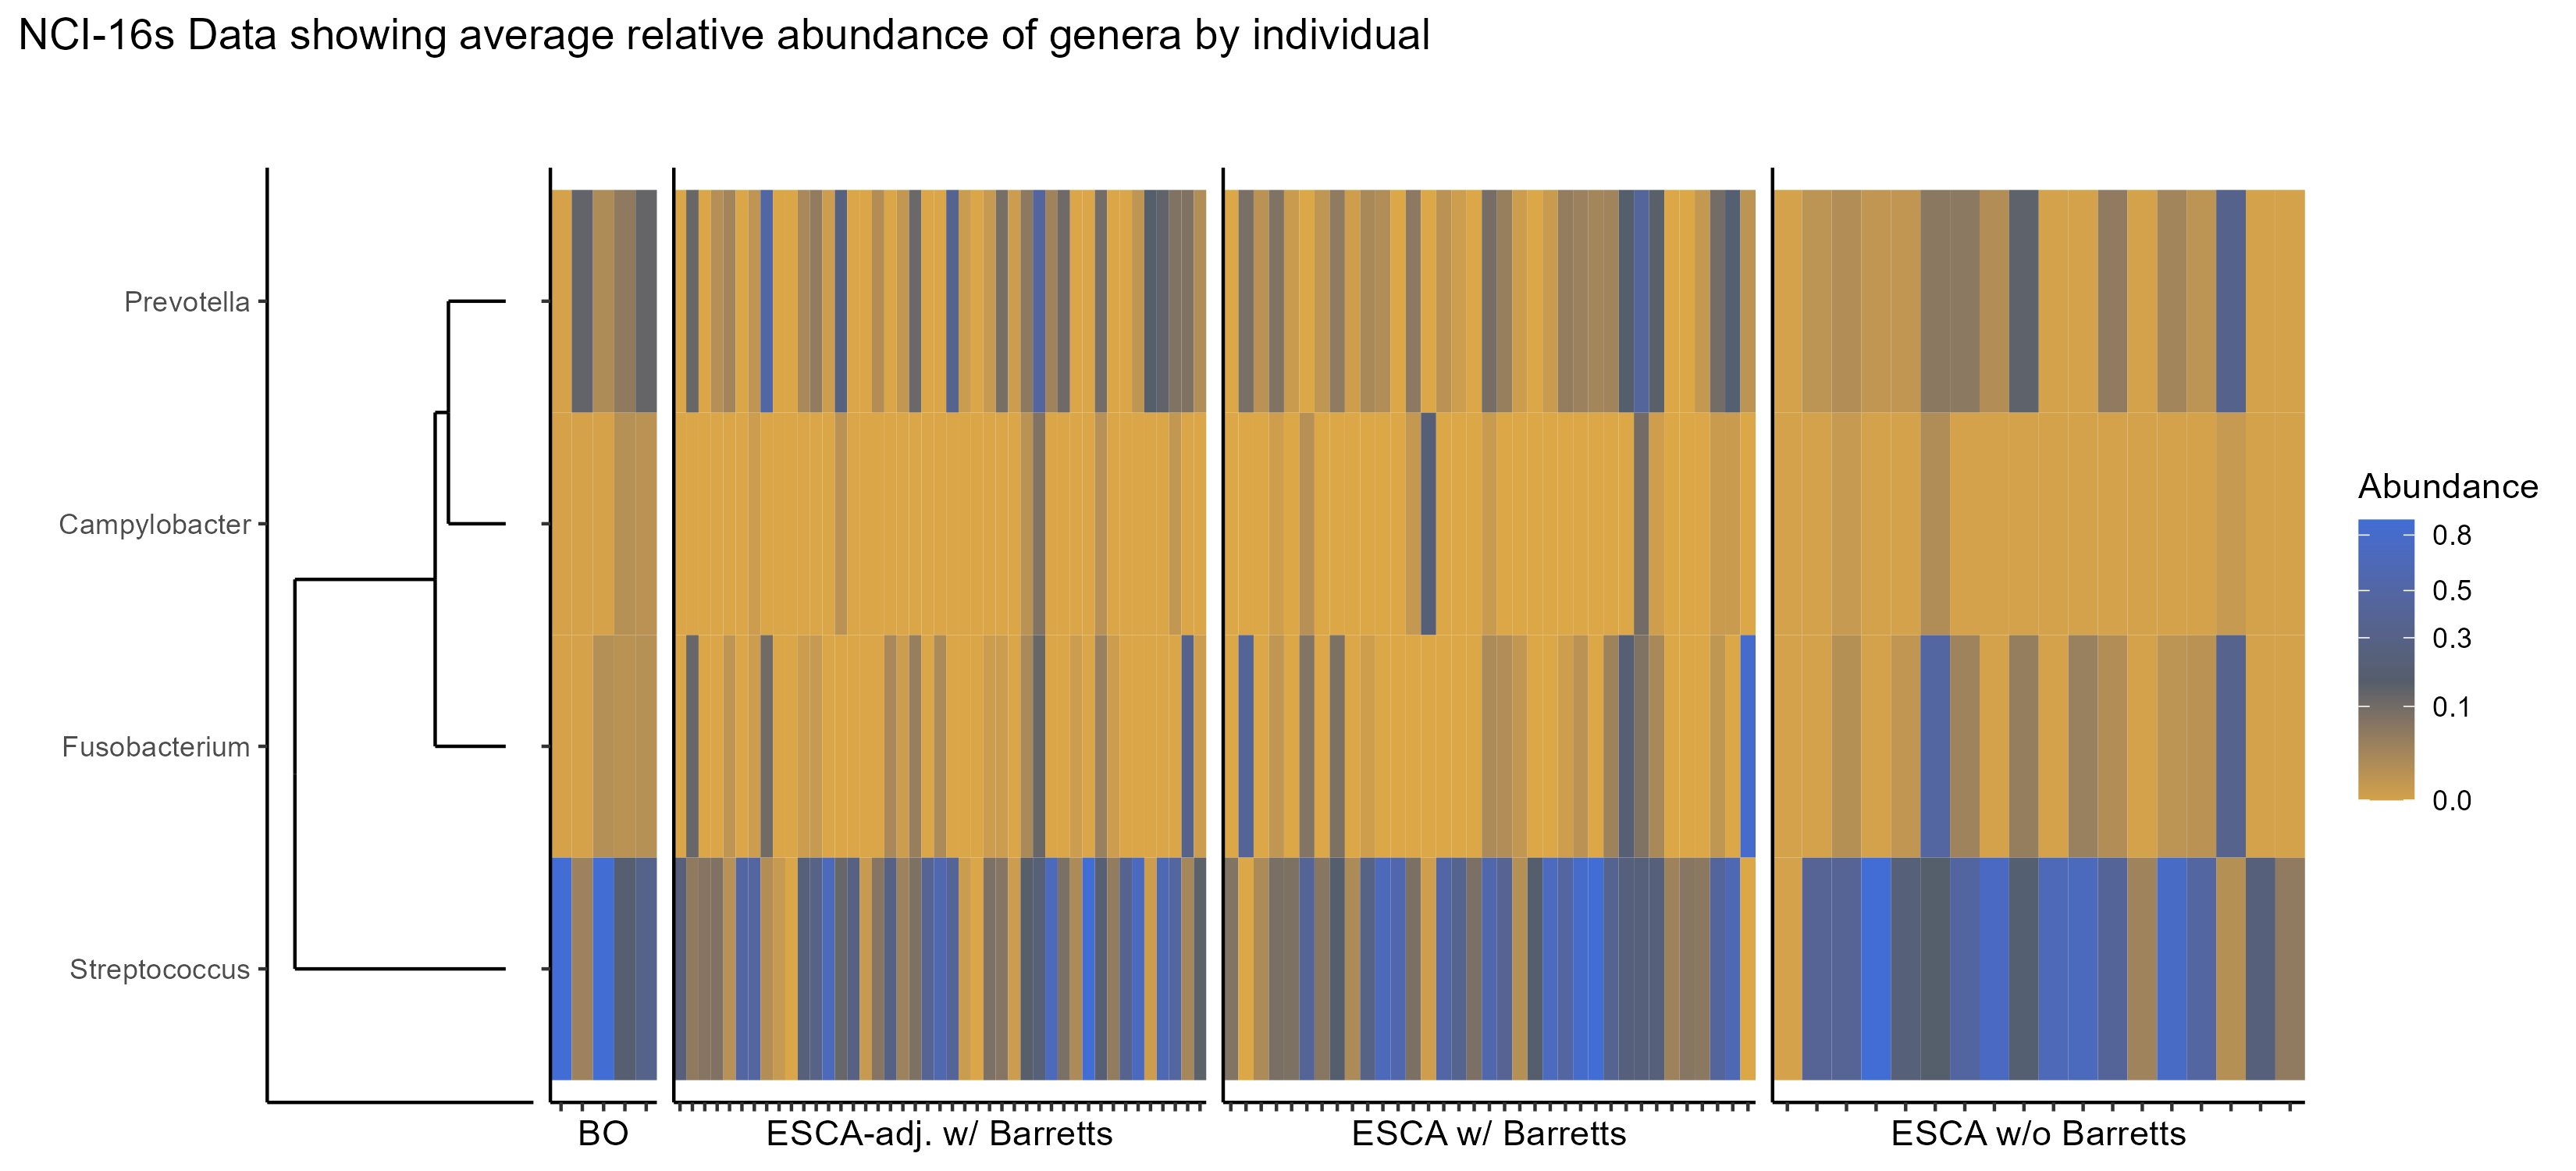 NCI-16s Data showing average relative abundance of genera by individual
Prevotella
Campylobacter
Fusobacterium
Streptococcus
BO
ESCA-adj. w/ Barretts
ESCA w/ Barretts
ESCA w/o Barretts
Abundance
0.8
0.5
0.3
0.1
0.0